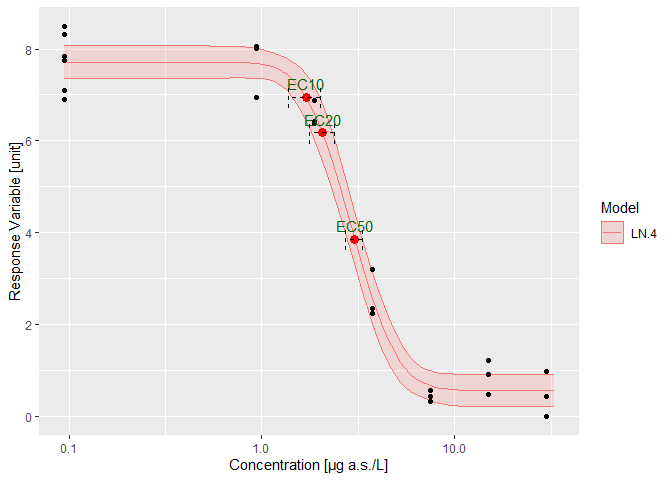 8
6
4
2
0
Response Variable [unit]
EC10
EC20
EC50
0.1
1.0
10.0
Concentration [µg a.s./L]
Model
LN.4